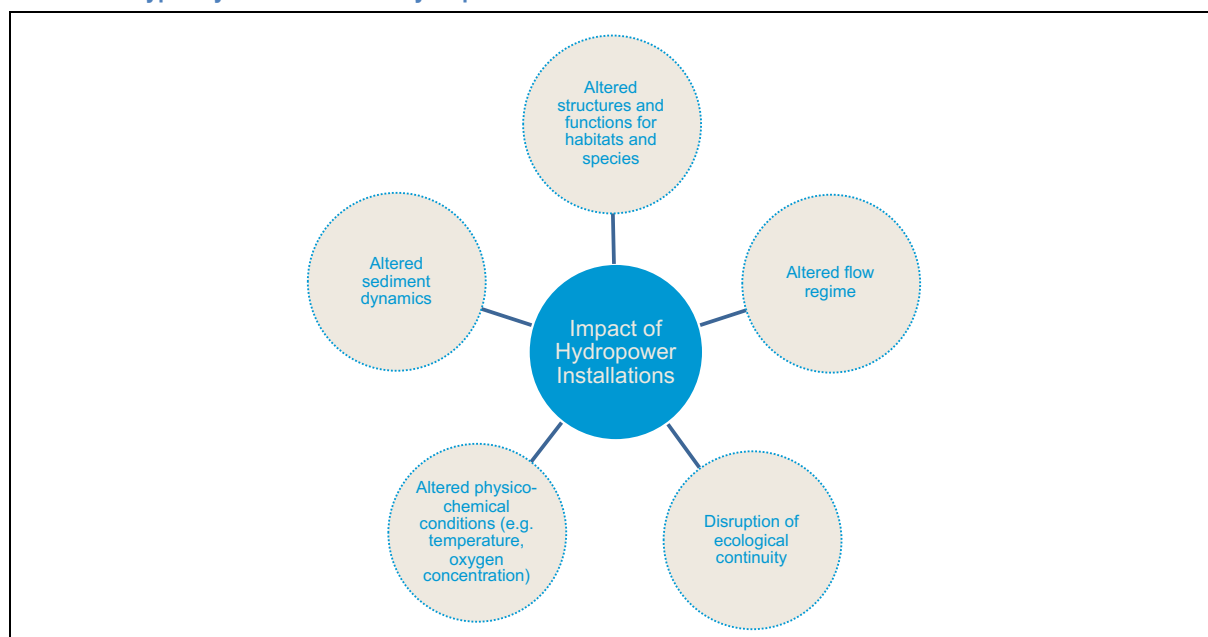 Altered
structures and
functions for
habitats and
species
Altered
sediment
dynamics
Altered flow
regime
Impact of
Hydropower
Installations
Altered physico-
chemical
conditions (e.g.
temperature,
oxygen
concentration)
Disruption of
ecological
continuity